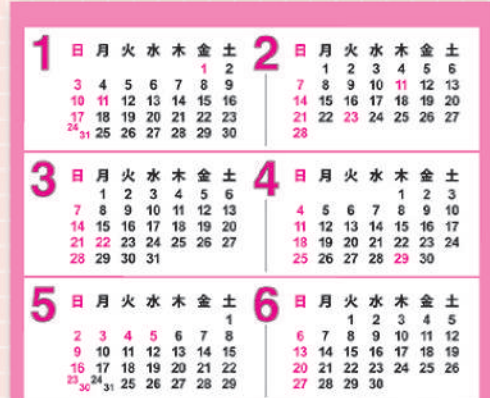 1
日 月 火 水 木 金 土
1 2
3 4 5 6 7 8 9
10 11 12 13 14 15 16
17 18 19 20 21 22 23
24 31 25 26 27 28 29 30
2
日 月 火 水 木 金 土
1 2 3 4 5 6
7 8 9 10 11 12 13
14 15 16 17 18 19 20
21 22 23 24 25 26 27
28
3
日 月 火 水 木 金 土
1 2 3 4 5 6
7 8 9 10 11 12 13
14 15 16 17 18 19 20
21 22 23 24 25 26 27
28 29 30 31
4
日 月 火 水 木 金 土
1 2 3
4 5 6 7 8 9 10
11 12 13 14 15 16 17
18 19 20 21 22 23 24
25 26 27 28 29 30
5
日 月 火 水 木 金 土
1
2 3 4 5 6 7 8
9 10 11 12 13 14 15
16 17 18 19 20 21 22
23 30 24 31 25 26 27 28 29
6
日 月 火 水 木 金 土
1 2 3 4 5
6 7 8 9 10 11 12
13 14 15 16 17 18 19
20 21 22 23 24 25 26
27 28 29 30